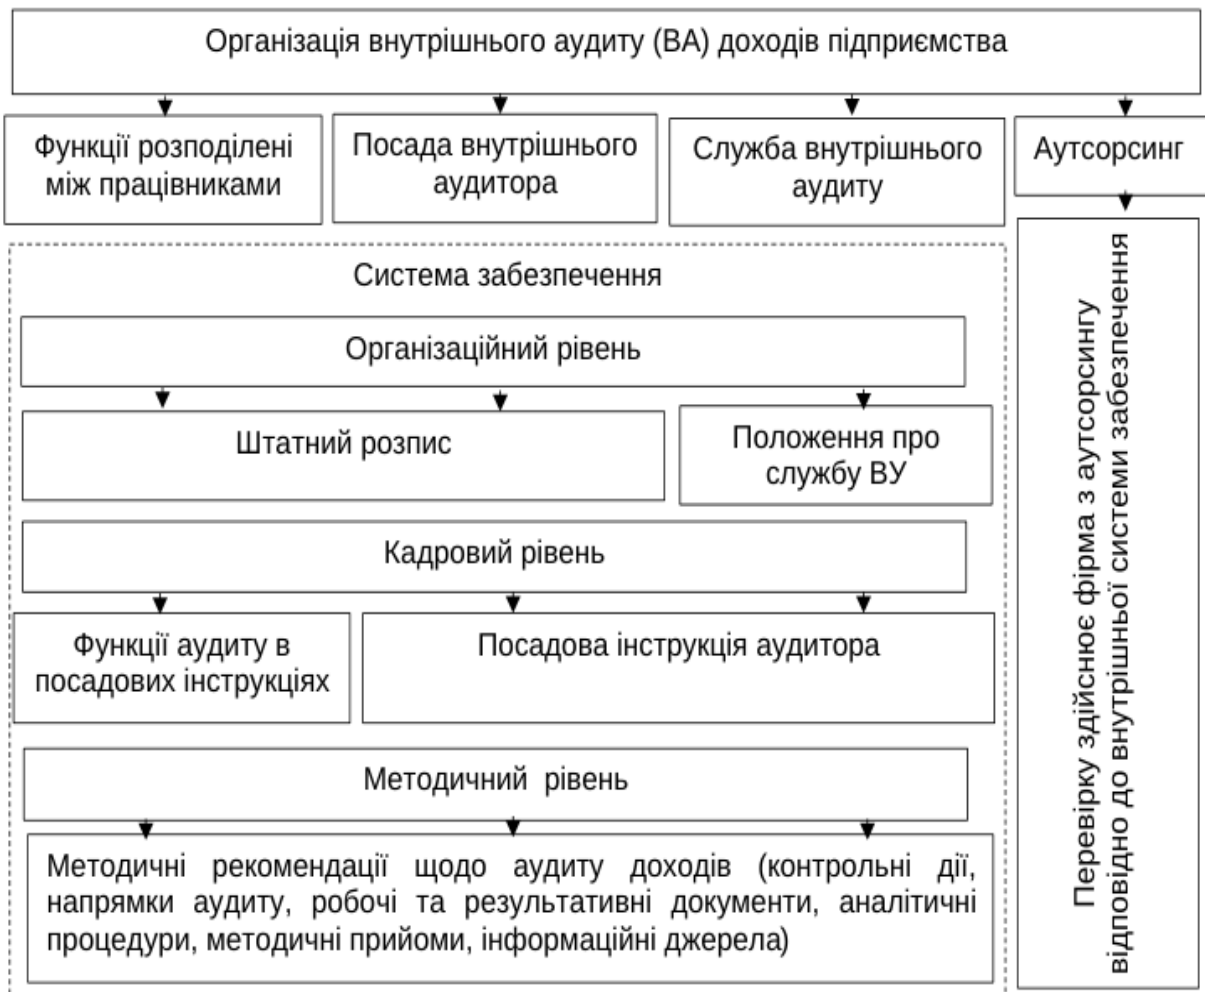 Організація внутрішнього аудиту (ВА) доходів підприємства
Функції розподілені
між працівниками
Посада внутрішнього
аудитора
Служба внутрішнього
аудиту
Аутсорсинг
Система забезпечення
Організаційний рівень
Штатний розпис
Положення про
службу ВУ
Кадровий рівень
Функції аудиту в
посадових інструкціях
Посадова інструкція аудитора
Методичний рівень
Методичні рекомендації щодо аудиту доходів (контрольні дії,
напрямки аудиту, робочі та результативні документи, аналітичні
процедури, методичні прийоми, інформаційні джерела)
Перевірку здійснює фірма з аутсорсингу
відповідно до внутрішньої системи забезпечення